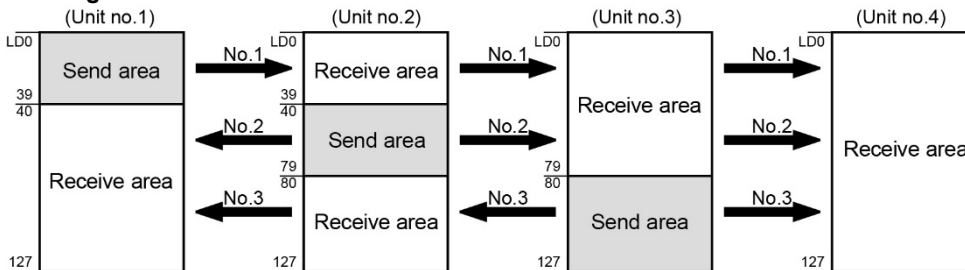 (Unit no.1) (Unit no.2) (Unit no.3) (Unit no.4)
LD0 LD0 LD0 LD0
No.1 No.1 No.1
Send area Receive area
39 39
40 40
Receive area
No.2 No.2 No.2
Send area
Receive area
Receive area
79 79
80 80
No.3 No.3 No.3
Receive area Send area
127 127 127 127